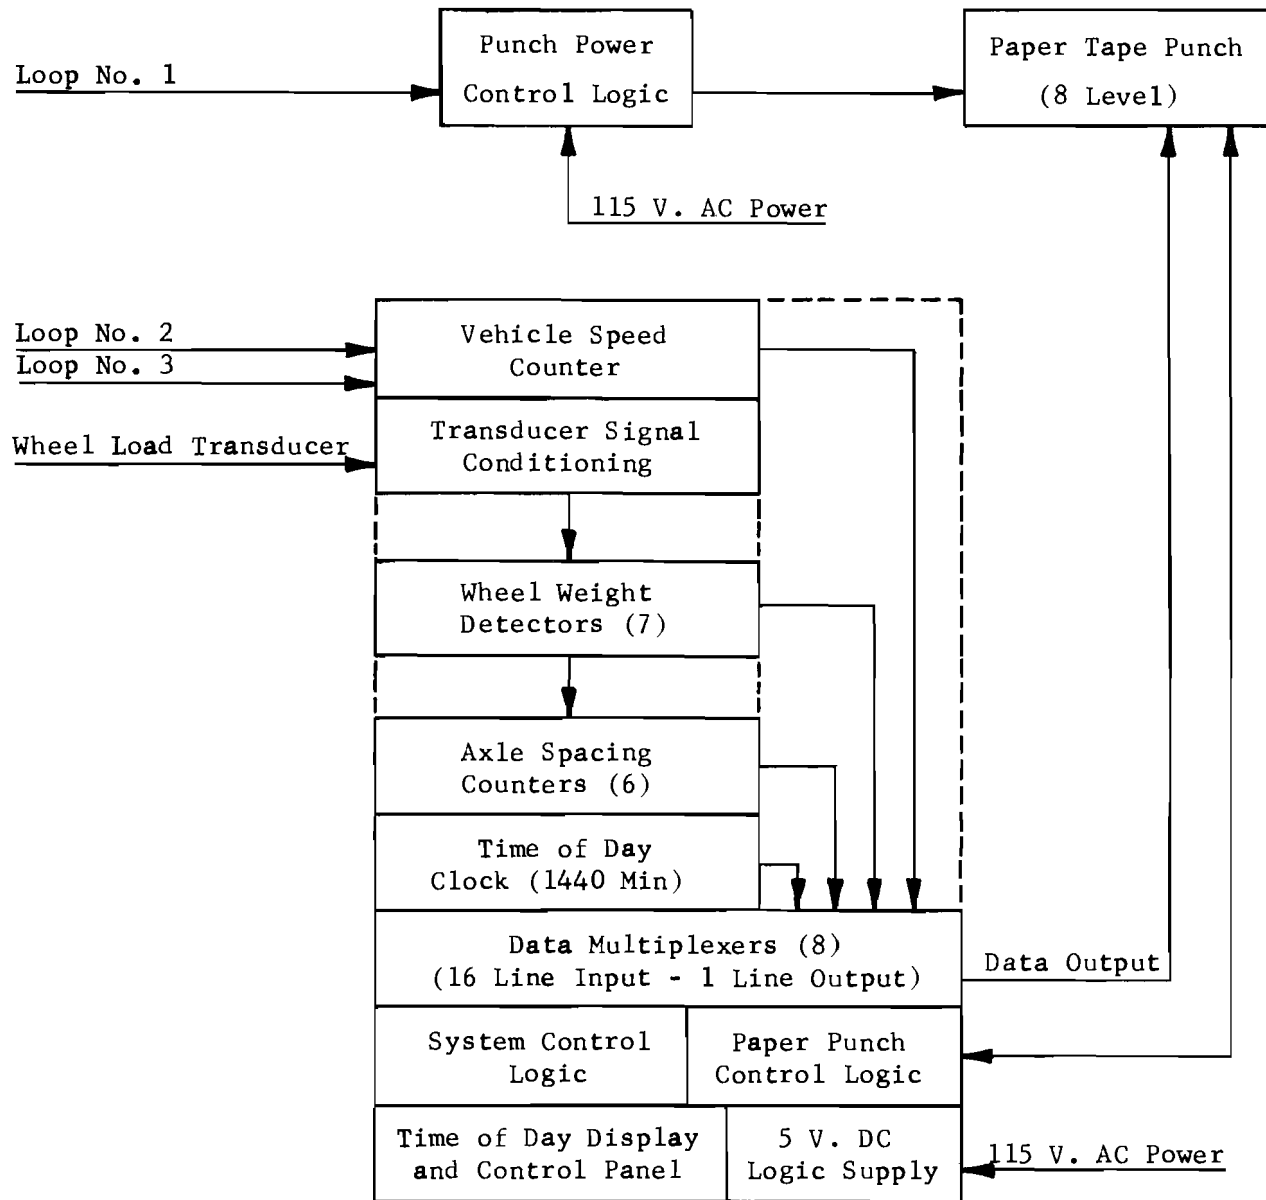 Punch Power
Control Logic
Paper Tape Punch
(8 Level)
Loop No. 1
115 V. AC Power
Loop No. 2
Loop No. 3
Vehicle Speed
Counter
Wheel Load Transducer
Transducer Signal
Conditioning
Wheel Weight
Detectors (7)
Axle Spacing
Counters (6)
Time of Day
Clock (1440 Min)
Data Multiplexers (8)
(16 Line Input - 1 Line Output)
Data Output
System Control
Logic
Paper Punch
Control Logic
Time of Day Display
and Control Panel
5 V. DC
Logic Supply
115 V. AC Power